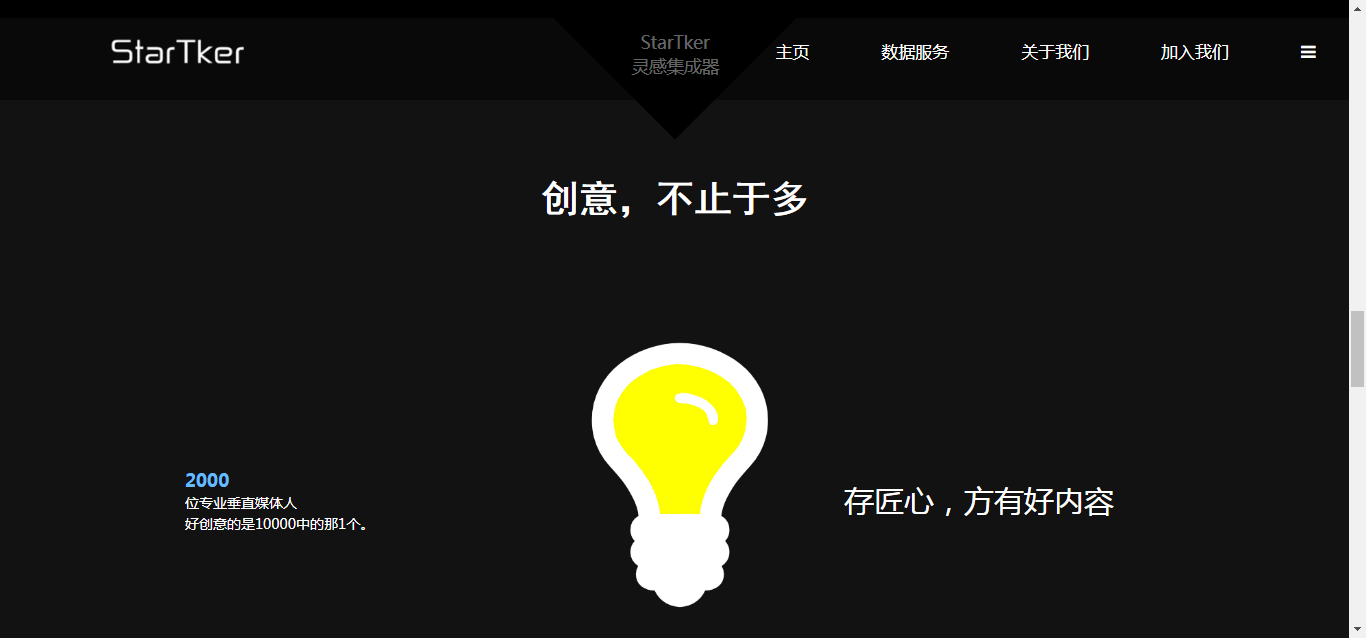 StarTker
StarTker
灵感集成器
主页
数据服务
关于我们
加入我们
创意，不止于多
2000
位专业垂直媒体人
好创意的是10000中的那1个。
存匠心，方有好内容